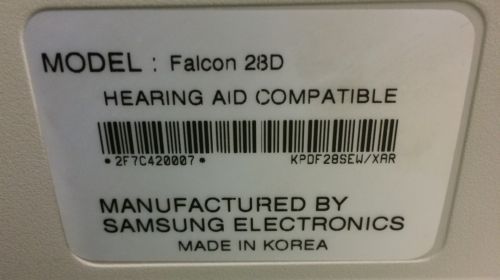 MODEL : Falcon 28D
HEARING AID COMPATIBLE
* 2F7C420007 * KPDF28SEW/XAR
MANUFACTURED BY
SAMSUNG ELECTRONICS
MADE IN KOREA